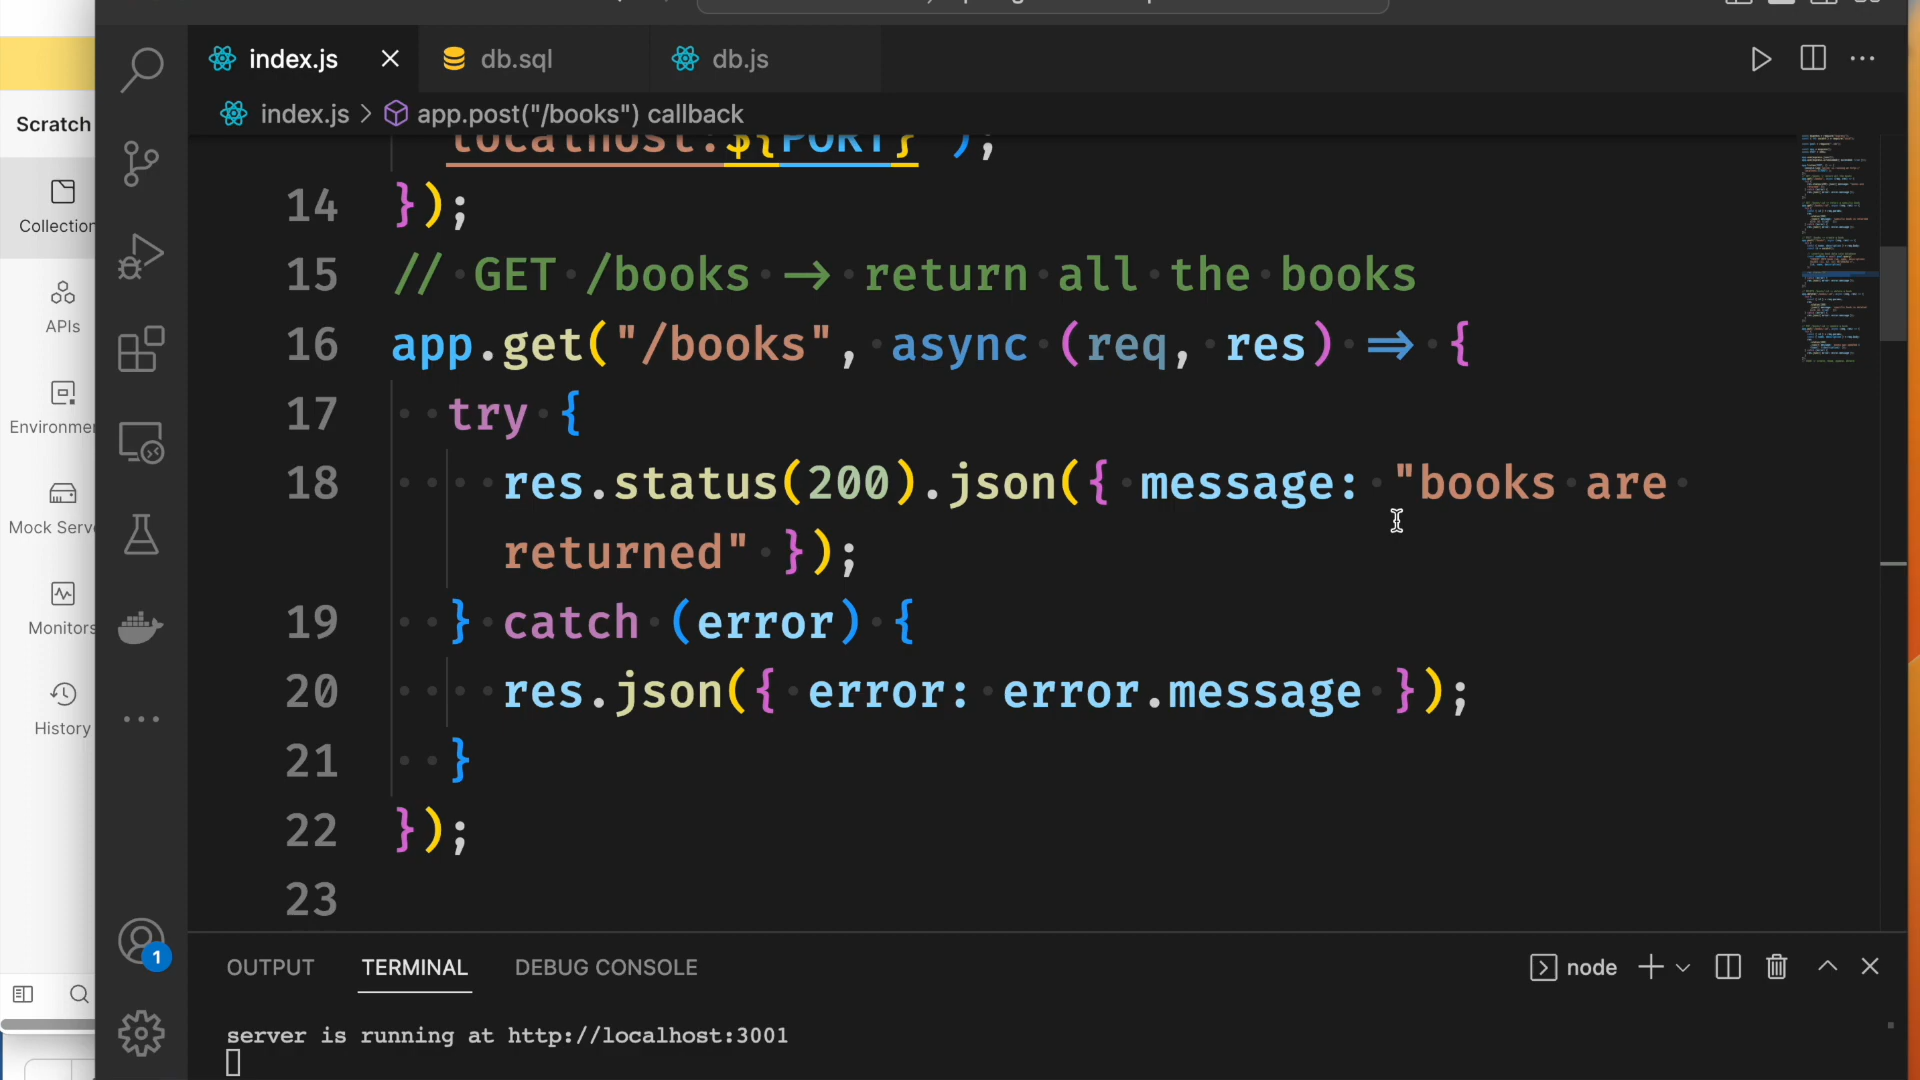 index.js
db.sql
db.js
index.js > app.post("/books") callback
Scratch
Collection
APIs
Environme
Mock Serv
Monitors
History
localhost:${PORT}`);
14 });
15 // GET /books → return all the books
16 app.get("/books", async (req, res) => {
17 try {
18 res.status(200).json({ message: "books are
returned" });
19 } catch (error) {
20 res.json({ error: error.message });
21 }
22 });
23
1
OUTPUT
TERMINAL
DEBUG CONSOLE
node
server is running at http://localhost:3001